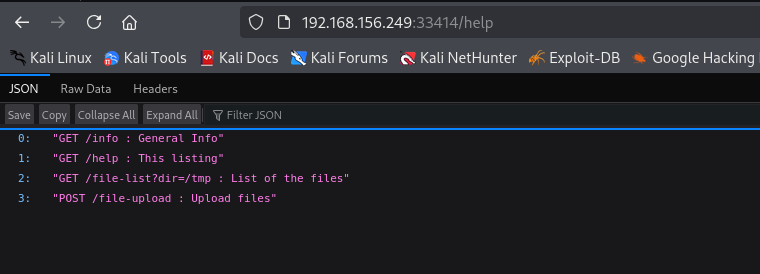 192.168.156.249:33414/help
Kali Linux Kali Tools Kali Docs Kali Forums Kali NetHunter Exploit-DB Google Hacking
JSON Raw Data Headers
Save Copy Collapse All Expand All Filter JSON
0: "GET /info : General Info"
1: "GET /help : This listing"
2: "GET /file-list?dir=/tmp : List of the files"
3: "POST /file-upload : Upload files"